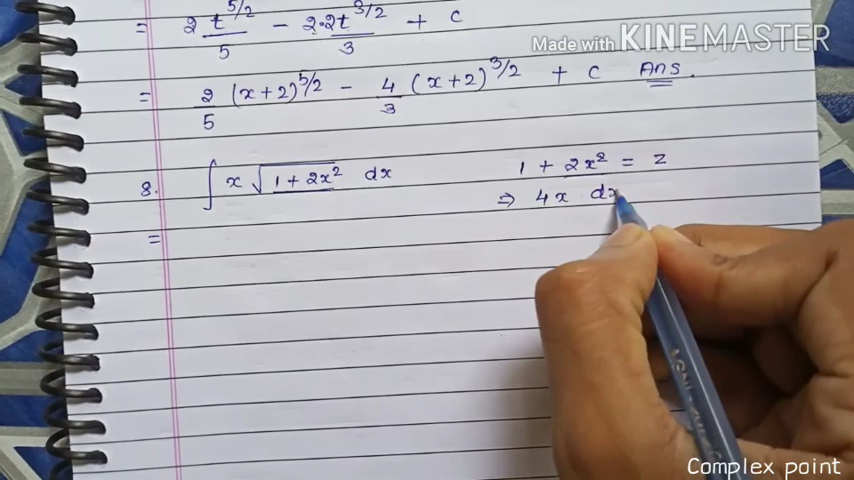 = 2 t^5/2 / 5 - 2·2t^3/2 / 3 + c
Made with KINEMASTER
= 2/5 (x+2)^5/2 - 4/3 (x+2)^3/2 + c Ans.
8. ∫ x √(1 + 2x²) dx 1 + 2x² = z
= ⇒ 4x dx
Complex point